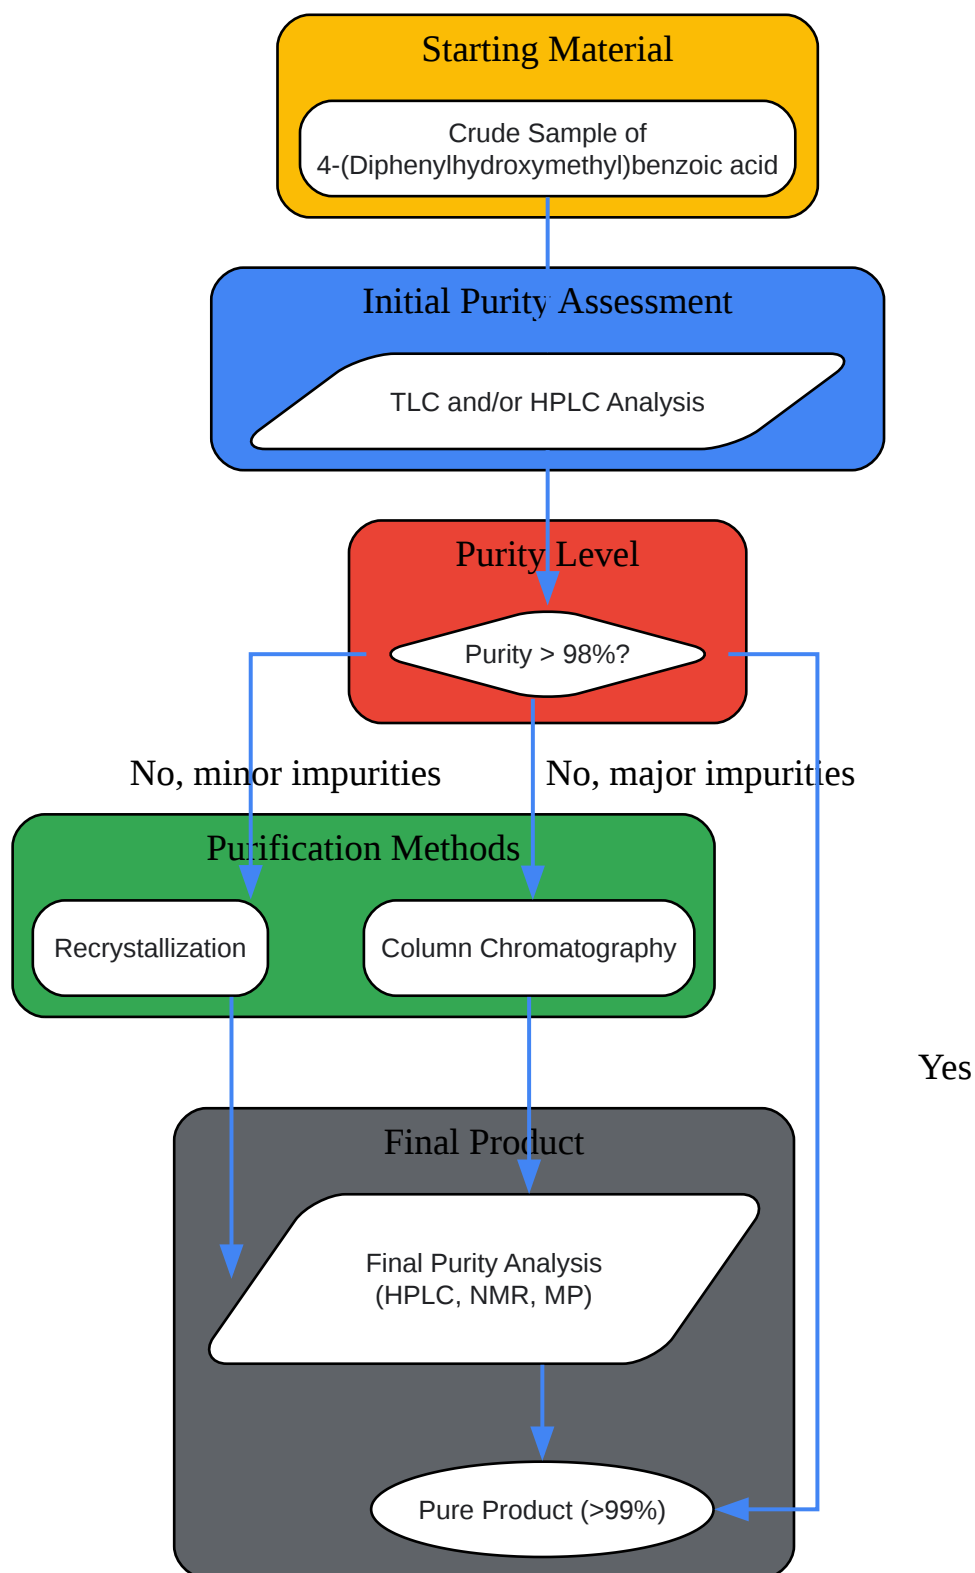 Starting Material
Crude Sample of
4-(Diphenylhydroxymethyl)benzoic acid
Initial Purity Assessment
TLC and/or HPLC Analysis
Purity Level
Purity > 98%?
No, minor impurities
No, major impurities
Purification Methods
Recrystallization
Column Chromatography
Yes
Final Product
Final Purity Analysis
(HPLC, NMR, MP)
Pure Product (>99%)